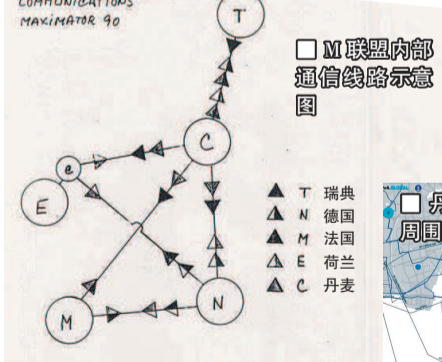 COMMUNICATIONS
MAXIMATOR 90
T
□ M 联盟内部
通信线路示意
图
C
e
E
T 瑞典
N 德国
M 法国
E 荷兰
C 丹麦
GLOBAL
□ 丹
周围
N
M